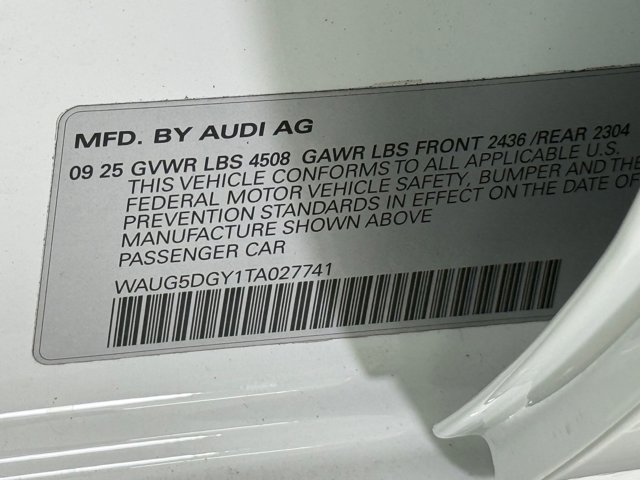 MFD. BY AUDI AG
09 25 GVWR LBS 4508 GAWR LBS FRONT 2436 /REAR 2304
THIS VEHICLE CONFORMS TO ALL APPLICABLE U.S.
FEDERAL MOTOR VEHICLE SAFETY, BUMPER AND THE
PREVENTION STANDARDS IN EFFECT ON THE DATE OF
MANUFACTURE SHOWN ABOVE
PASSENGER CAR
WAUG5DGY1TA027741